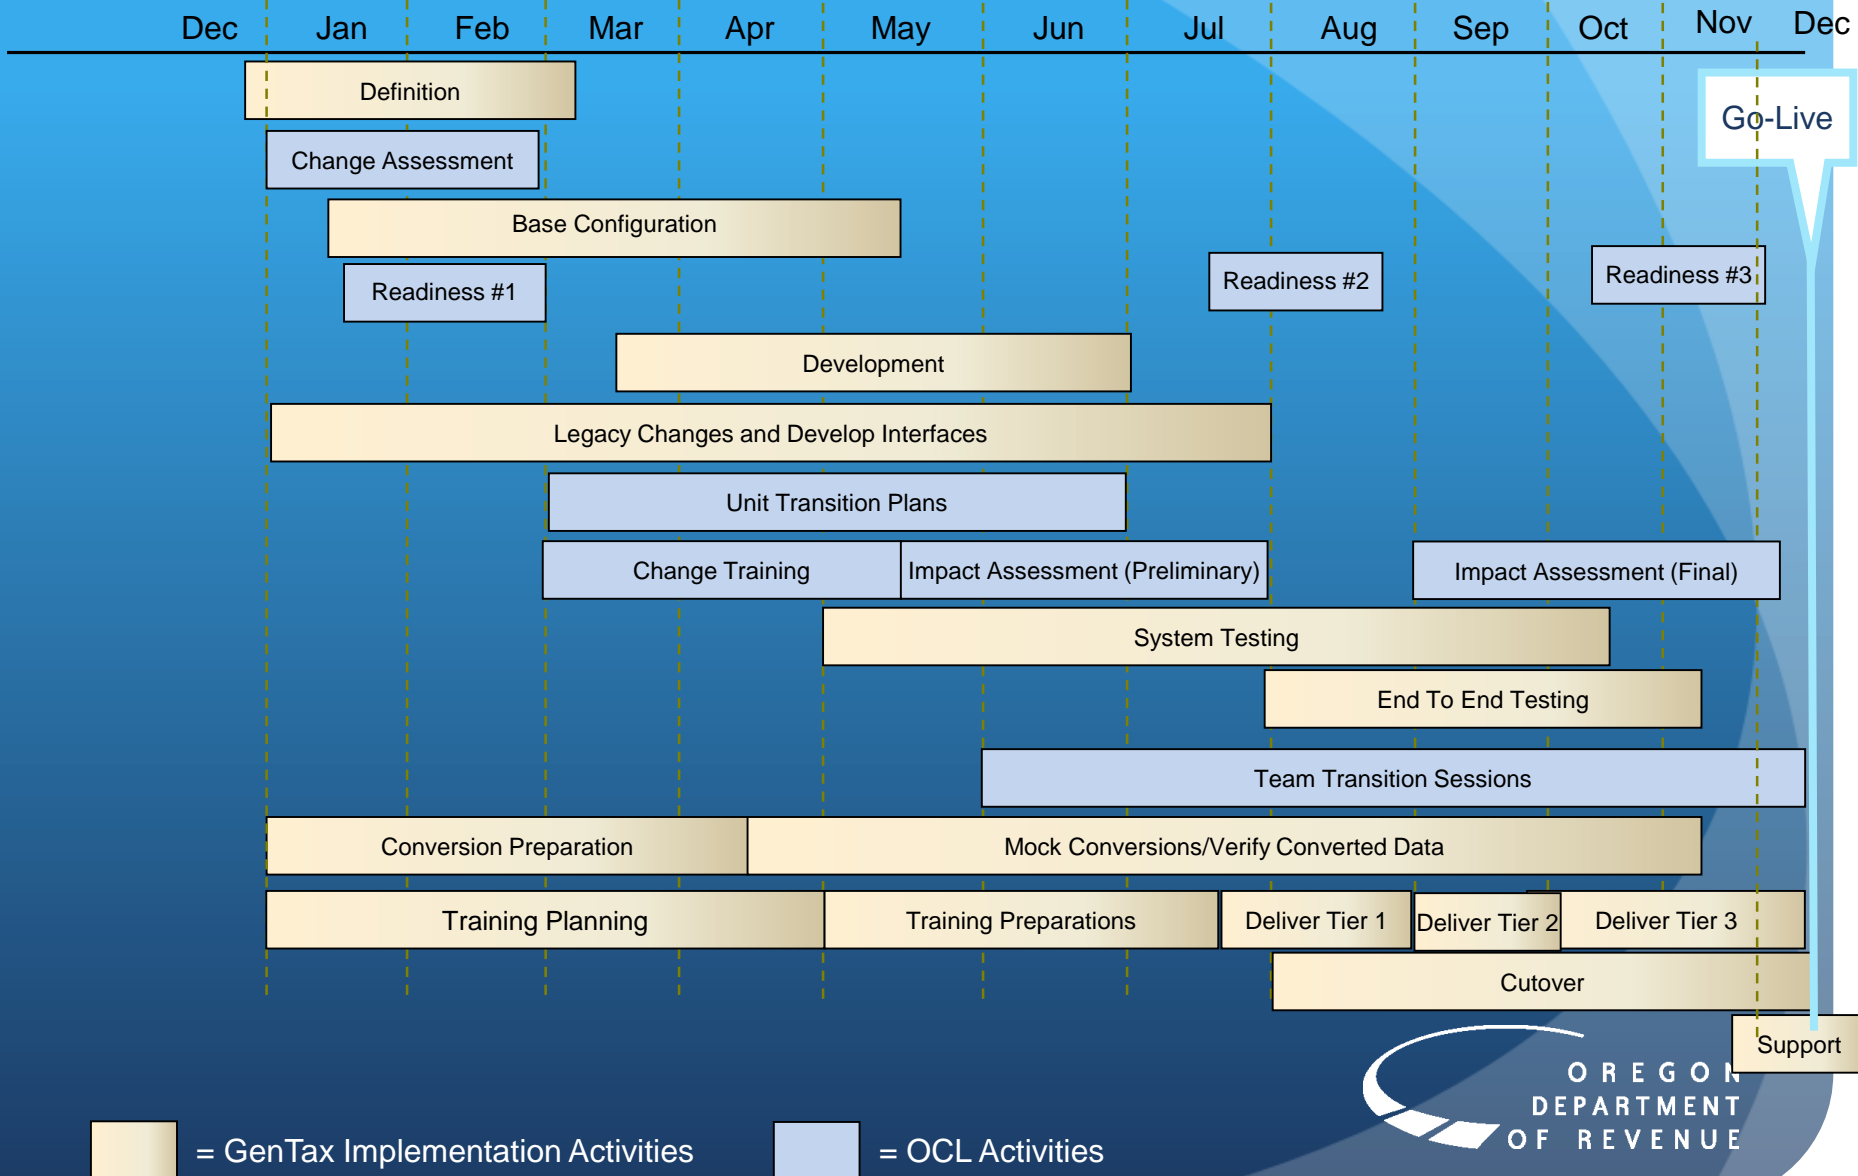 Dec Jan Feb Mar Apr May Jun Jul Aug Sep Oct Nov Dec
Definition
Go-Live
Change Assessment
Base Configuration
Readiness #1
Readiness #2
Readiness #3
Development
Legacy Changes and Develop Interfaces
Unit Transition Plans
Change Training
Impact Assessment (Preliminary)
Impact Assessment (Final)
System Testing
End To End Testing
Team Transition Sessions
Conversion Preparation
Mock Conversions/Verify Converted Data
Training Planning
Training Preparations
Deliver Tier 1
Deliver Tier 2
Deliver Tier 3
Cutover
Support
OREGON
DEPARTMENT
OF REVENUE
= GenTax Implementation Activities
= OCL Activities